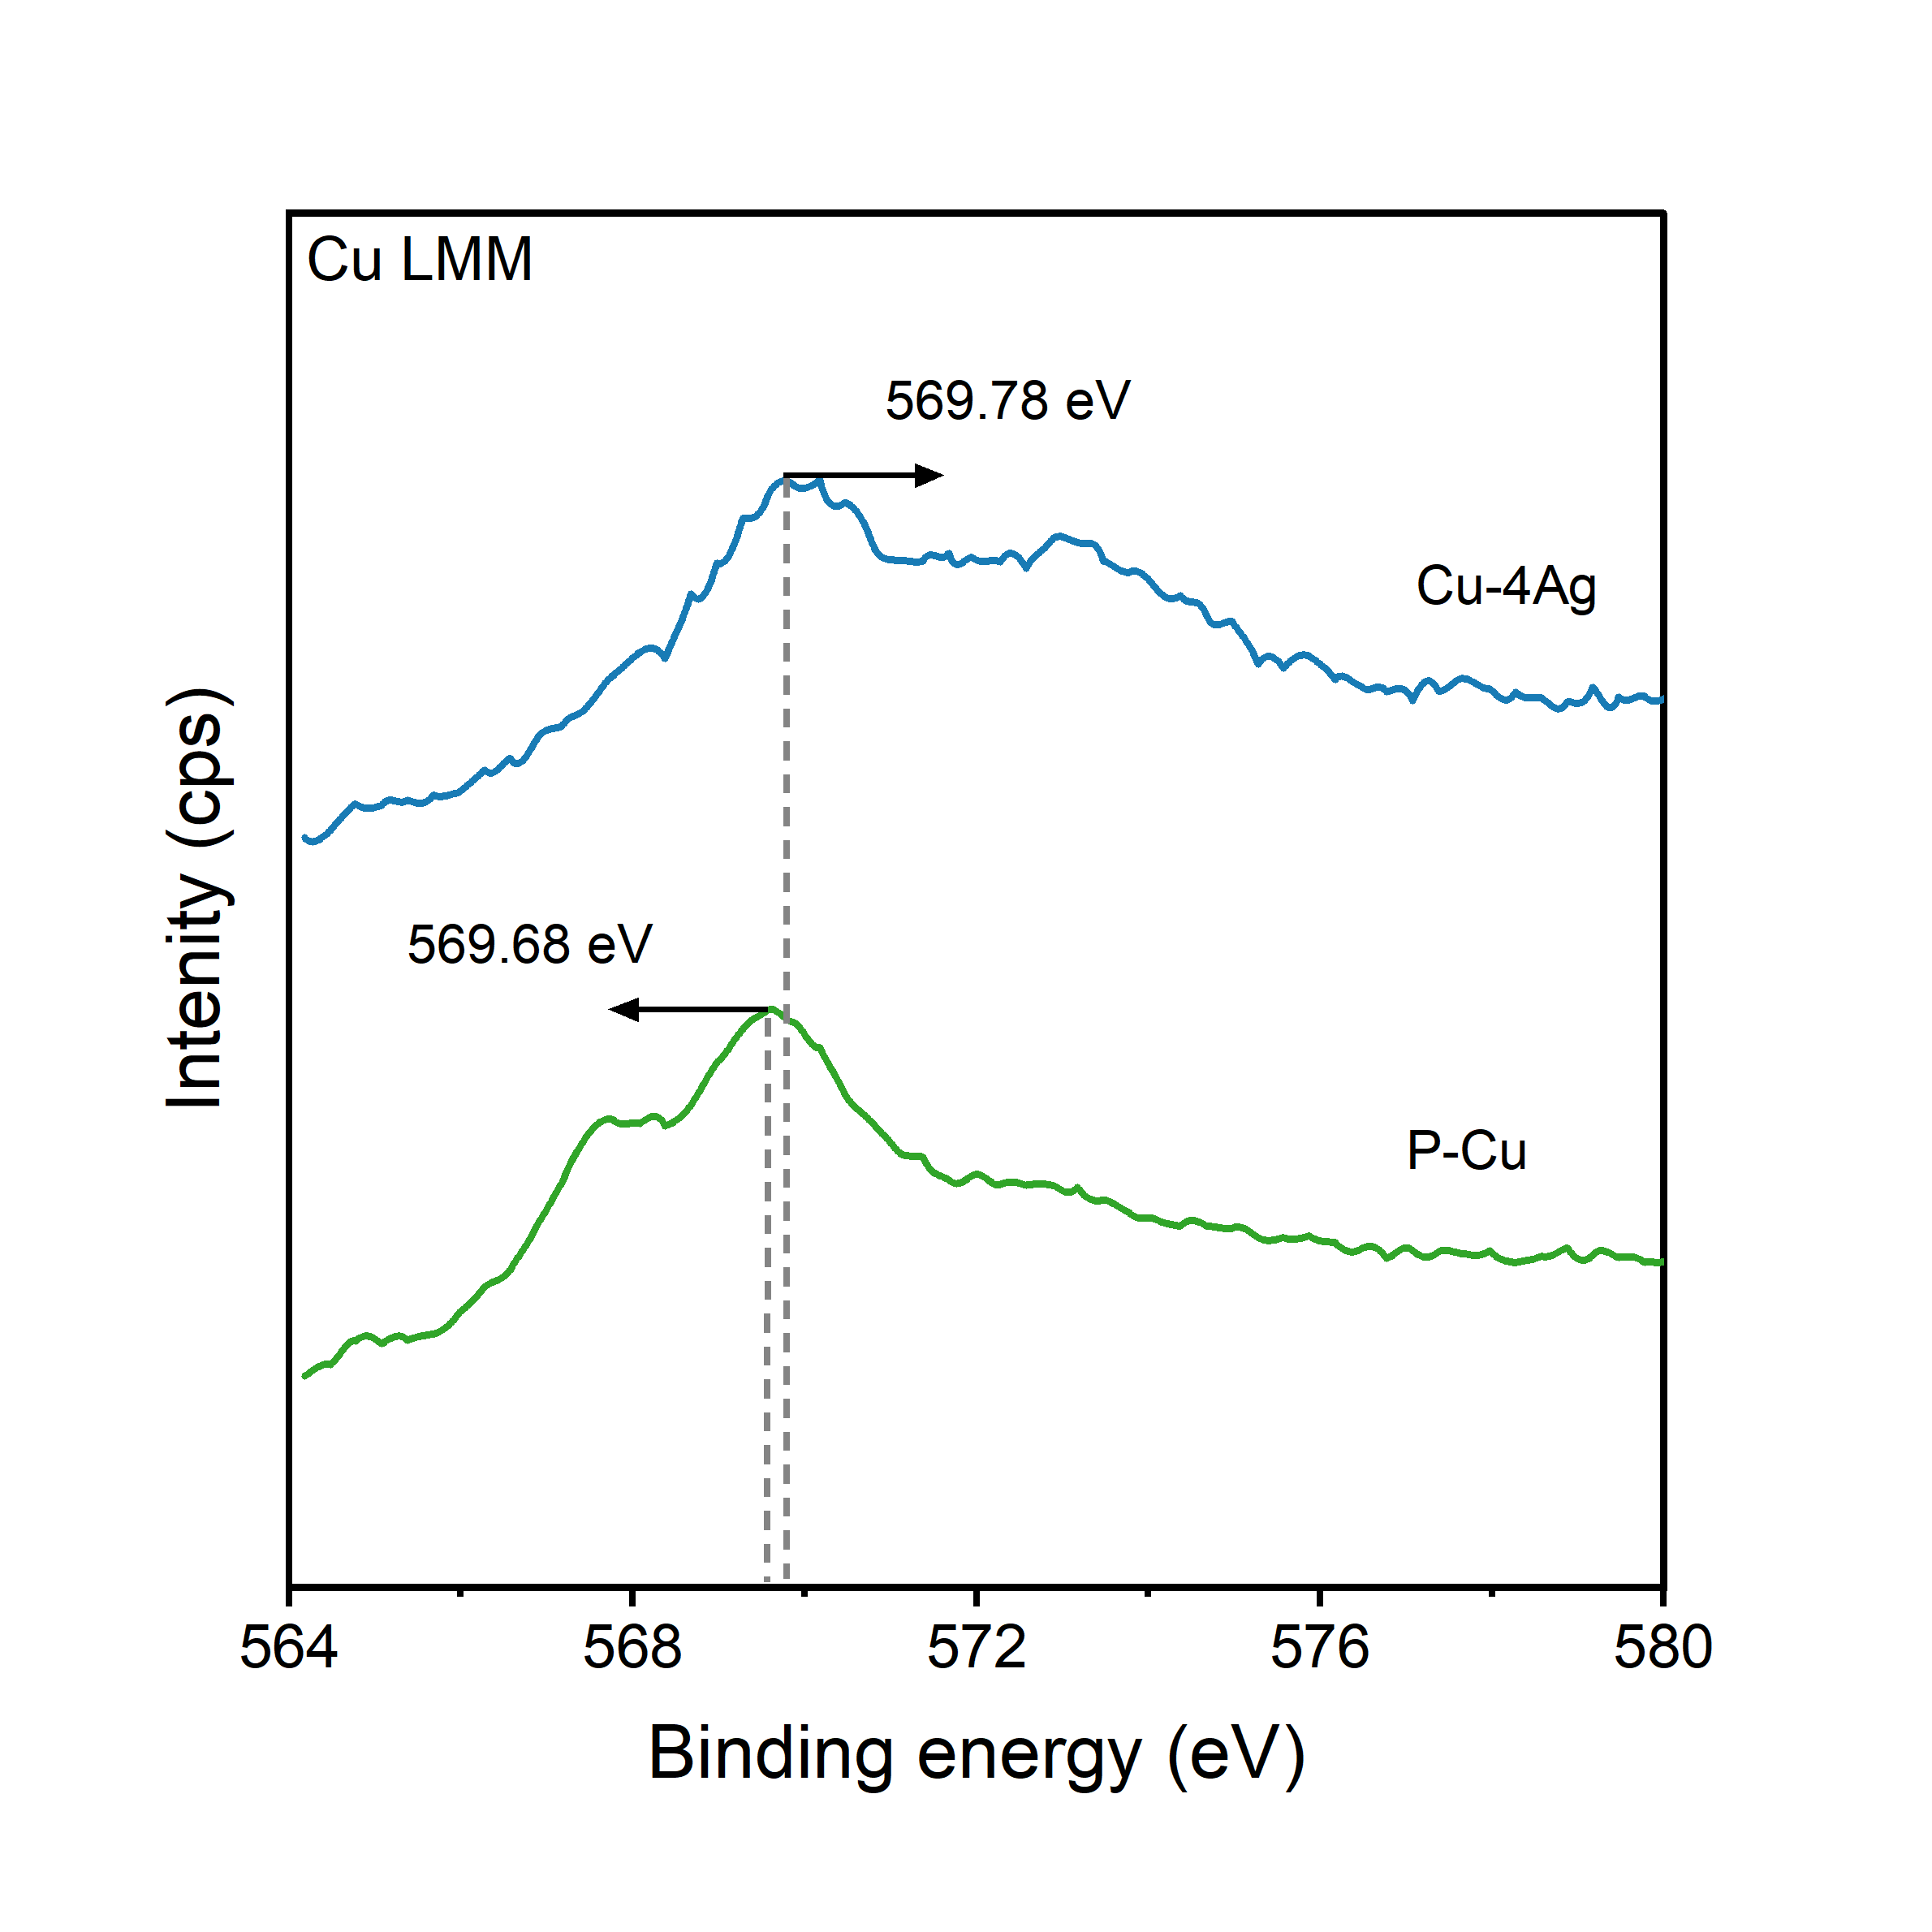 Cu LMM
569.78 eV
Cu-4Ag
569.68 eV
P-Cu
Intenity (cps)
564 568 572 576 580
Binding energy (eV)